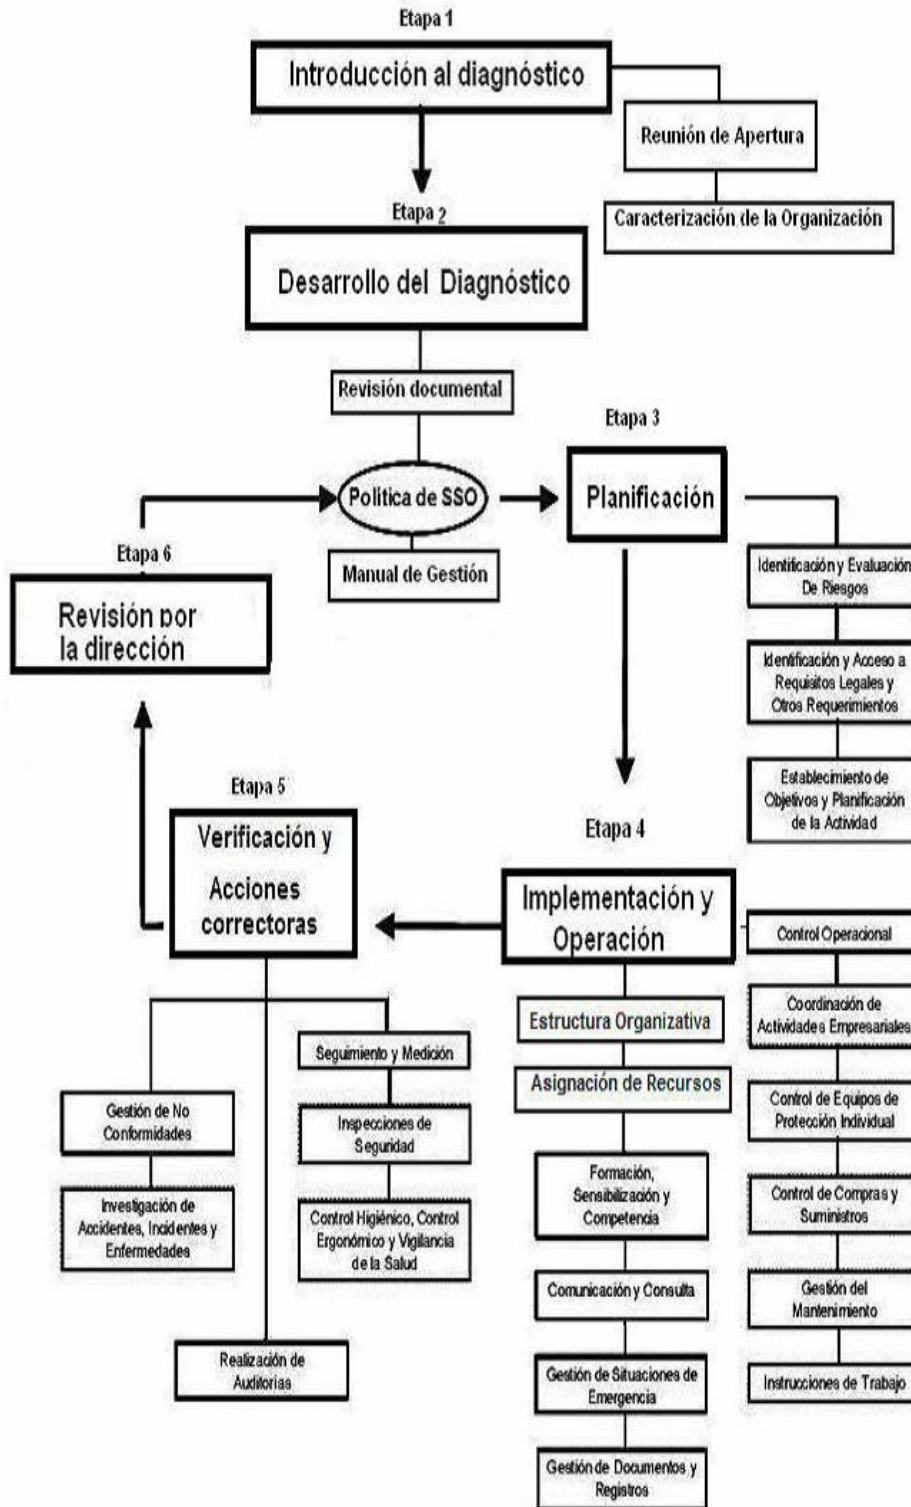 Etapa 1
Introducción al diagnóstico
Reunión de Apertura
Caracterización de la Organización
Etapa 2
Desarrollo del Diagnóstico
Revisión documental
Política de SSO
Manual de Gestión
Etapa 3
Planificación
Identificación y Evaluación
De Riesgos
Identificación y Acceso a
Requisitos Legales y
Otros Requerimientos
Establecimiento de
Objetivos y Planificación
de la Actividad
Etapa 4
Implementación y
Operación
Estructura Organizativa
Asignación de Recursos
Formación,
Sensibilización y
Competencia
Comunicación y Consulta
Gestión de Situaciones de
Emergencia
Gestión de Documentos y
Registros
Control Operacional
Coordinación de
Actividades Empresariales
Control de Equipos de
Protección Individual
Control de Compras y
Suministros
Gestión del
Mantenimiento
Instrucciones de Trabajo
Etapa 5
Verificación y
Acciones
correctoras
Gestión de No
Conformidades
Investigación de
Accidentes, Incidentes y
Enfermedades
Seguimiento y Medición
Inspecciones de
Seguridad
Control Higiénico, Control
Ergonómico y Vigilancia
de la Salud
Realización de
Auditorias
Etapa 6
Revisión por
la dirección